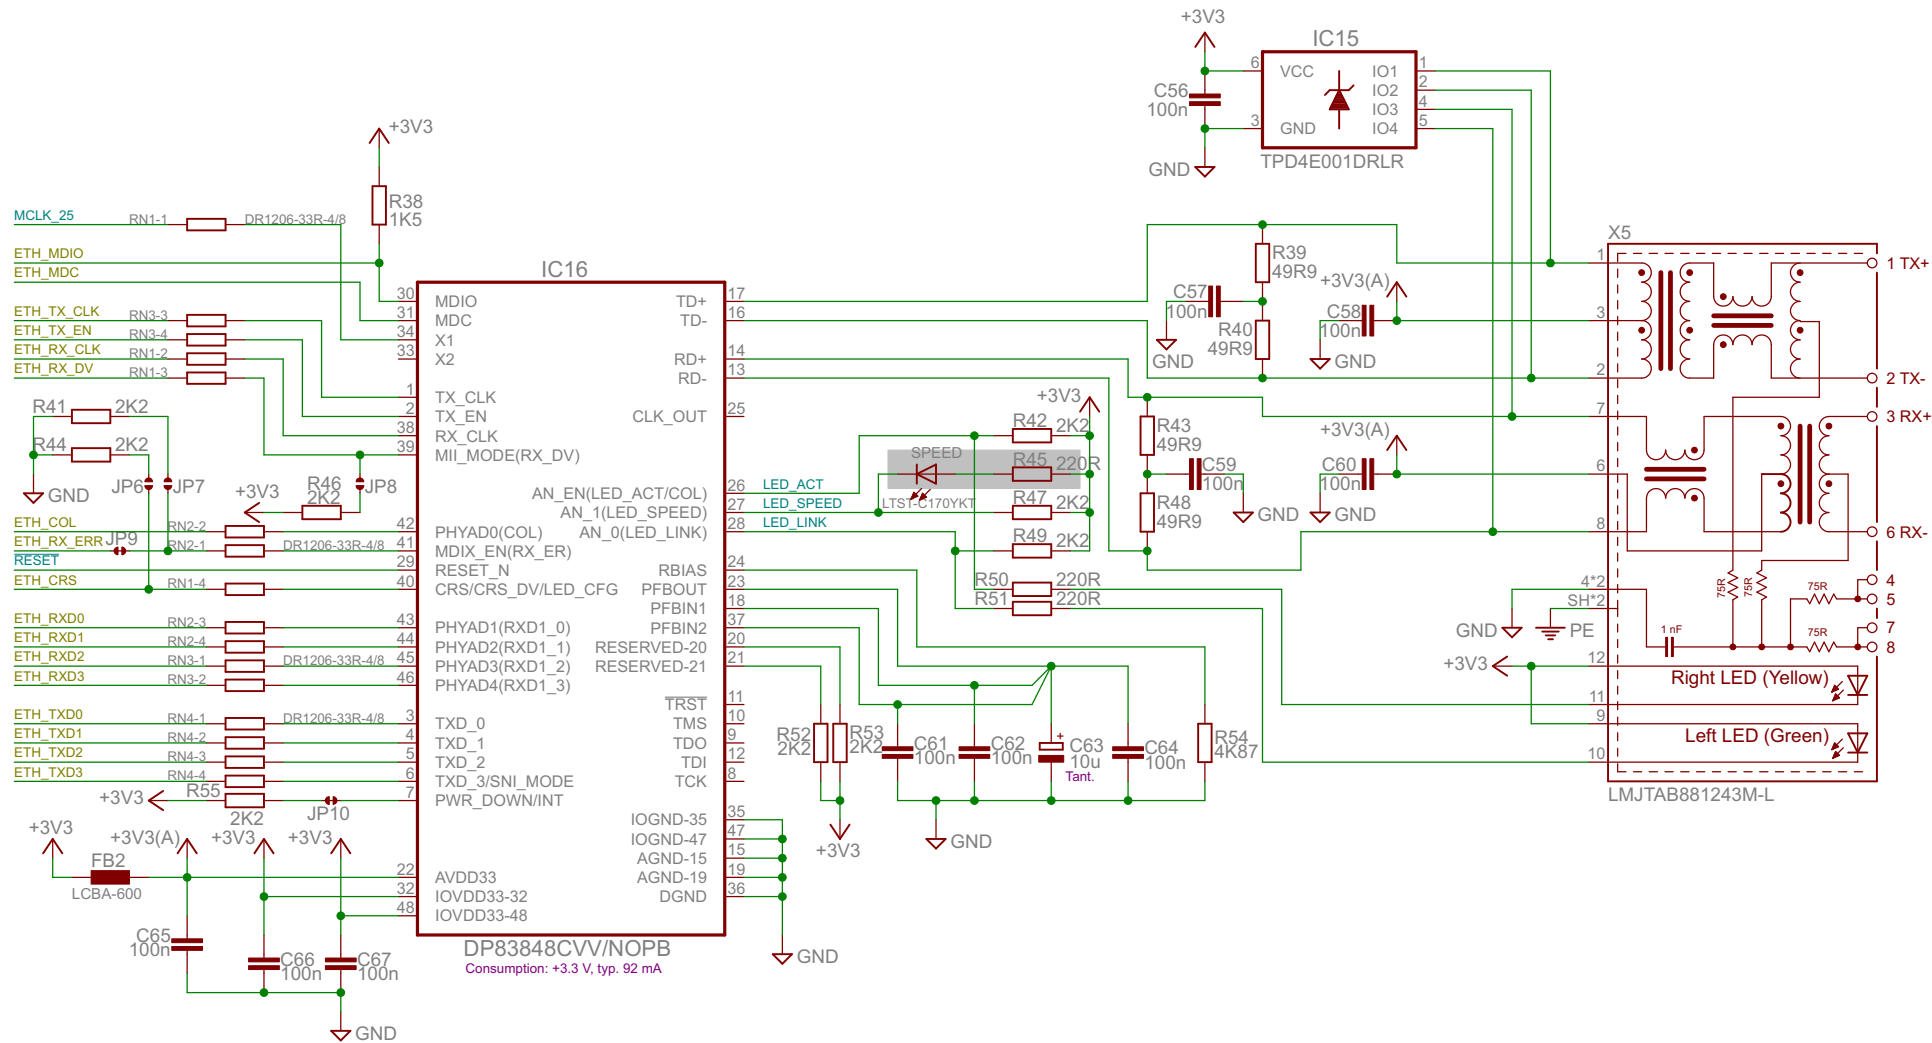 +3V3
IC15
6 VCC IO1 1
IO2 2
C56
100n
IO3 4
3 GND IO4 5
GND
TPD4E001DRLR
+3V3
R38
1K5
MCLK_25
RN1-1
DR1206-33R-4/8
ETH_MDIO
ETH_MDC
IC16
30 MDIO
31 MDC
34 X1
33 X2
1 TX_CLK
2 TX_EN
38 RX_CLK
39 MII_MODE(RX_DV)
42 PHYAD0(COL)
41 MDIX_EN(RX_ER)
29 RESET_N
40 CRS/CRS_DV/LED_CFG
43 PHYAD1(RXD1_0)
44 PHYAD2(RXD1_1)
45 PHYAD3(RXD1_2)
46 PHYAD4(RXD1_3)
3 TXD_0
4 TXD_1
5 TXD_2
6 TXD_3/SNI_MODE
7 PWR_DOWN/INT
22 AVDD33
32 IOVDD33-32
48 IOVDD33-48
TD+ 17
TD- 16
RD+ 14
RD- 13
CLK_OUT 25
AN_EN(LED_ACT/COL) 26
AN_1(LED_SPEED) 27
AN_0(LED_LINK) 28
RBIAS 24
PFBOUT 23
PFBIN1 18
PFBIN2 37
RESERVED-20 20
RESERVED-21 21
TRST 11
TMS 10
TDO 9
TDI 12
TCK 8
IOGND-35 35
IOGND-47 47
AGND-15 15
AGND-19 19
DGND 36
DP83848CVV/NOPB
Consumption: +3.3 V, typ. 92 mA
ETH_TX_CLK
RN3-3
ETH_TX_EN
RN3-4
ETH_RX_CLK
RN1-2
ETH_RX_DV
RN1-3
R41
2K2
R44
2K2
GND
JP6
JP7
+3V3
R46
2K2
JP8
ETH_COL
RN2-2
ETH_RX_ERR
JP9
RN2-1
DR1206-33R-4/8
RESET
ETH_CRS
RN1-4
ETH_RXD0
RN2-3
ETH_RXD1
RN2-4
ETH_RXD2
RN3-1
DR1206-33R-4/8
ETH_RXD3
RN3-2
ETH_TXD0
RN4-1
DR1206-33R-4/8
ETH_TXD1
RN4-2
ETH_TXD2
RN4-3
ETH_TXD3
RN4-4
+3V3
R55
2K2
JP10
+3V3
+3V3(A)
+3V3
+3V3
FB2
LCBA-600
C65
100n
C66
100n
C67
100n
GND
LED_ACT
LED_SPEED
LED_LINK
SPEED
LTST-C170YKT
+3V3
R42
2K2
R45
220R
R47
2K2
R49
2K2
R50
220R
R51
220R
R39
49R9
C57
100n
GND
R40
49R9
+3V3(A)
C58
100n
GND
R43
49R9
C59
100n
GND
R48
49R9
+3V3(A)
C60
100n
GND
R52
2K2
R53
2K2
+3V3
C61
100n
C62
100n
+
C63
10u
Tant.
C64
100n
R54
4K87
GND
GND
X5
1
3
2
7
6
8
4*2
SH*2
12
11
9
10
GND
PE
+3V3
1 TX+
2 TX-
3 RX+
6 RX-
4
5
7
8
75R
75R
75R
75R
1 nF
Right LED (Yellow)
Left LED (Green)
LMJTAB881243M-L